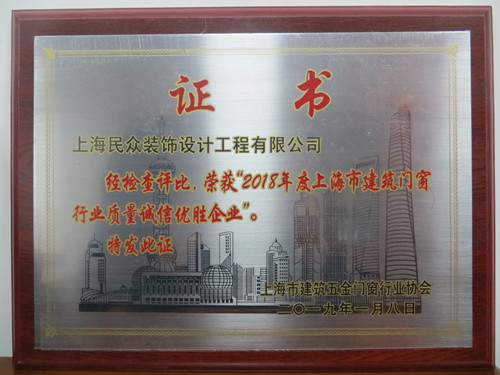 证 书
上海民众装饰设计工程有限公司
经检查评比,荣获“2018年度上海市建筑门窗
行业质量诚信优胜企业”。
特发此证
上海市建筑五金门窗行业协会
二〇一九年一月八日